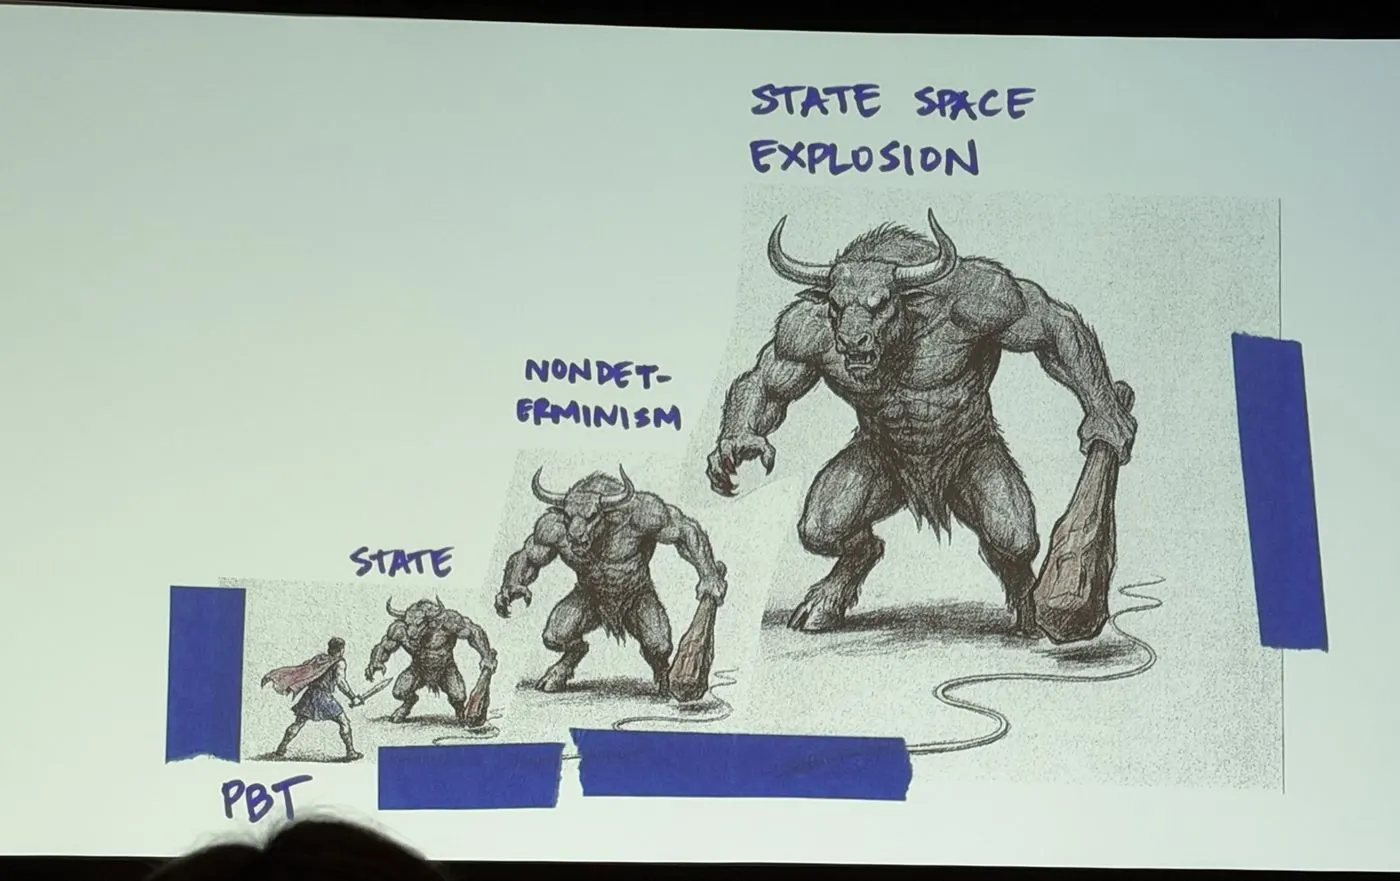 STATE SPACE
EXPLOSION
NONDET-
ERMINISM
STATE
PBT